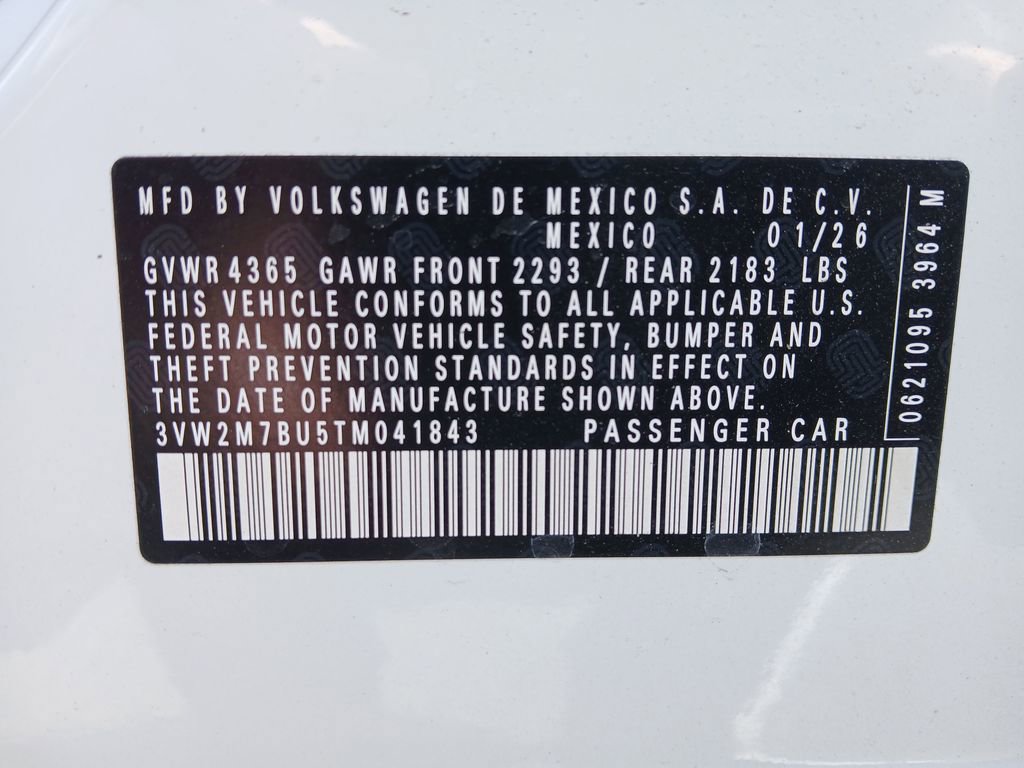 MFD BY VOLKSWAGEN DE MEXICO S.A. DE C.V.
MEXICO 01/26
GVWR 4365 GAWR FRONT 2293 / REAR 2183 LBS
THIS VEHICLE CONFORMS TO ALL APPLICABLE U.S.
FEDERAL MOTOR VEHICLE SAFETY, BUMPER AND
THEFT PREVENTION STANDARDS IN EFFECT ON
THE DATE OF MANUFACTURE SHOWN ABOVE.
3VW2M7BU5TM041843 PASSENGER CAR
0621095 3964 M